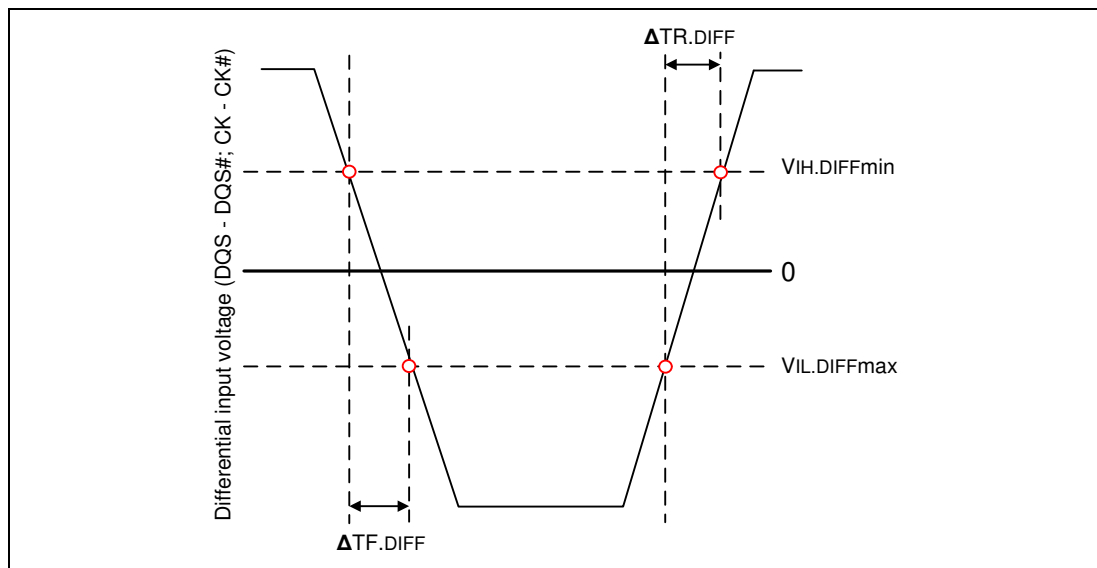 ΔTR.DIFF
Differential input voltage (DQS - DQS#; CK - CK#)
VIH.DIFFmin
0
VIL.DIFFmax
ΔTF.DIFF